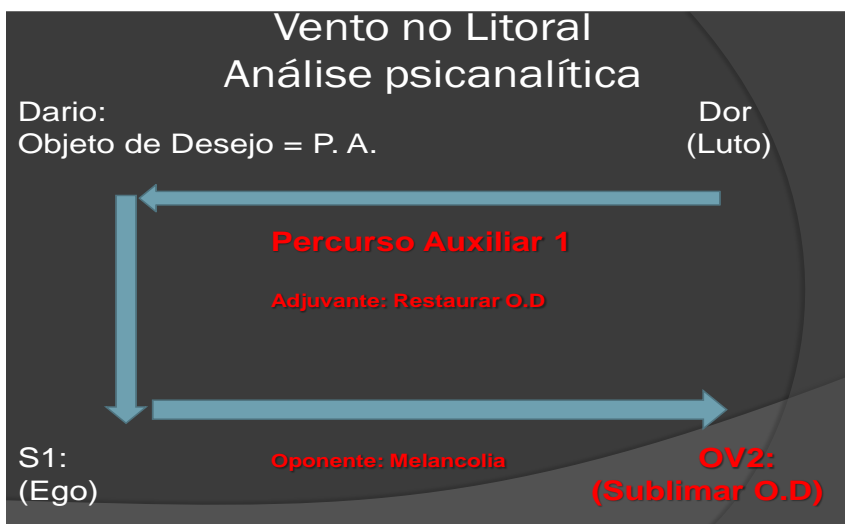 Vento no Litoral
Análise psicanalítica
Dario:
Objeto de Desejo = P. A.
Dor
(Luto)
Percurso Auxiliar 1
Adjuvante: Restaurar O.D
S1:
(Ego)
Oponente: Melancolia
OV2:
(Sublimar O.D)